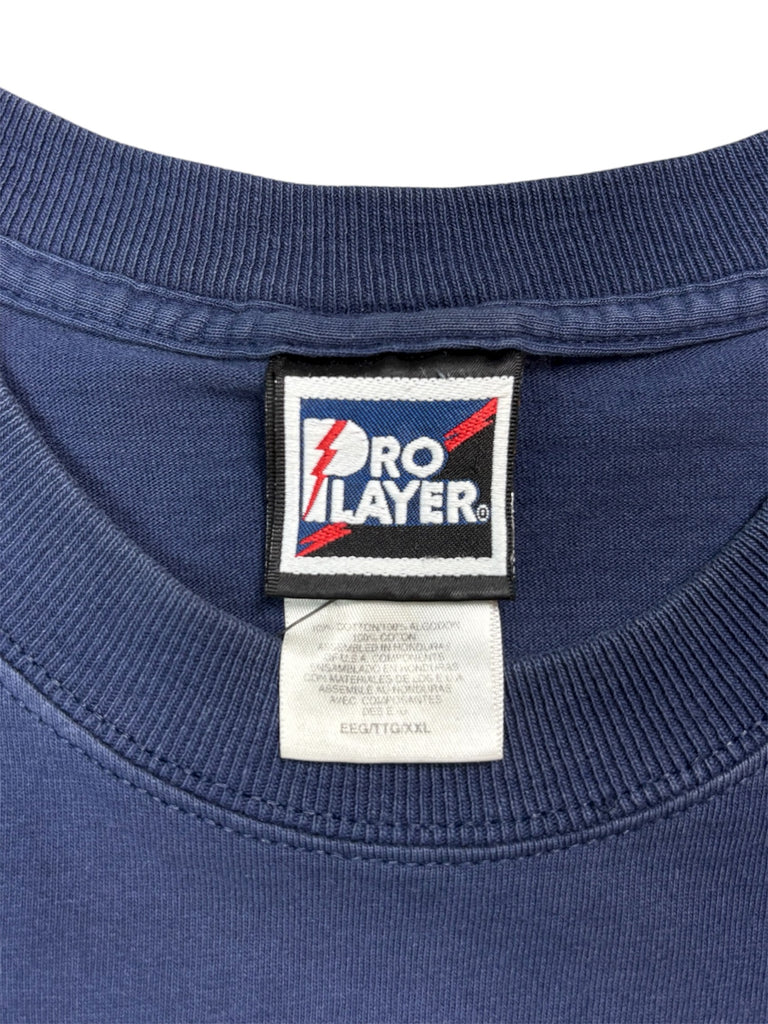 PRO
PLAYER®
100% COTTON/100% ALGODON
100% COTON
ASSEMBLED IN HONDURAS
OF U.S.A. COMPONENTS
ENSAMBLADO EN HONDURAS
CON MATERIALES DE LOS E.U.A.
ASSEMBLE AU HONDURAS
AVEC COMPOSANTES
DES
EEG/TTG/XXL